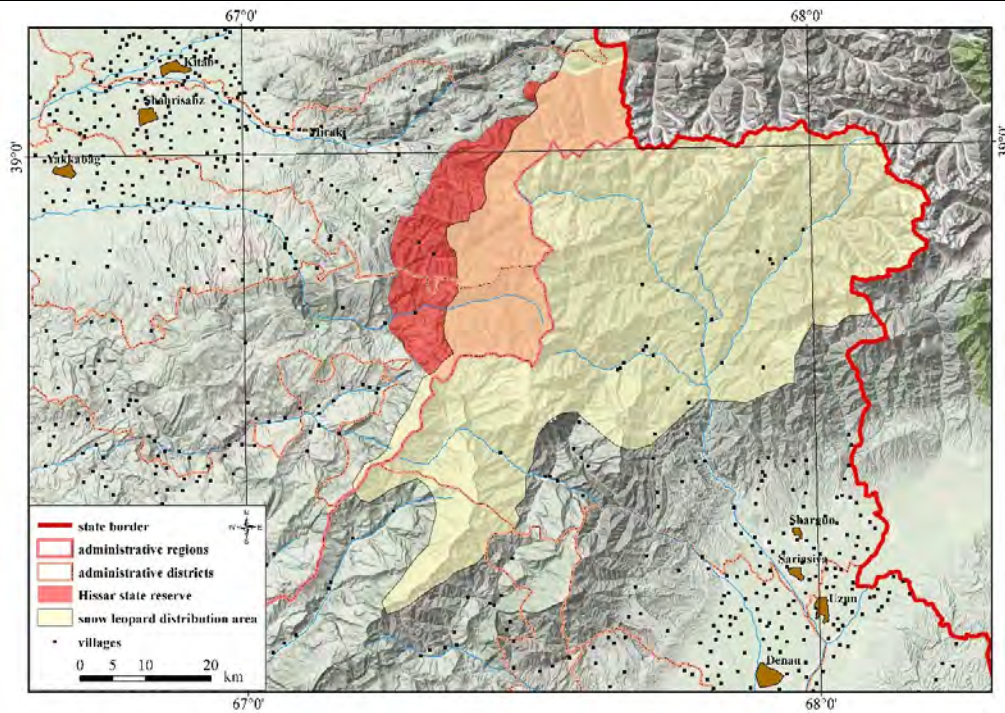 67°0' 68°0'
Kitab
Shahrisabz
Miraki
39°0' 39°0'
Yakkabag
Shargun
Sariasiya
Uzun
Denau
N
W E
S
state border
administrative regions
administrative districts
Hissar state reserve
snow leopard distribution area
villages
0 5 10 20
km
67°0' 68°0'